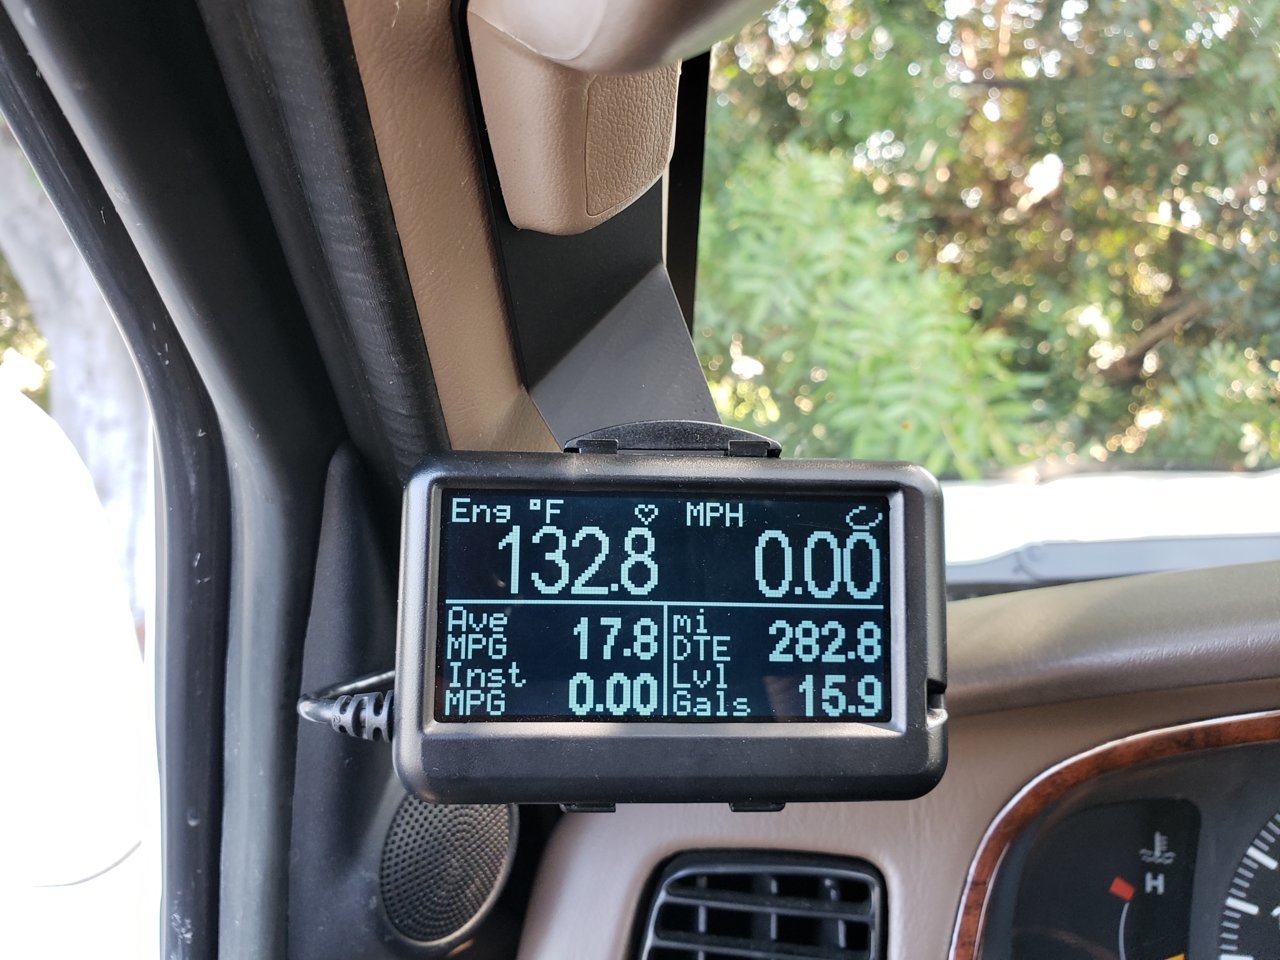 Eng °F ♡ MPH
132.8 0.00
Ave MPG 17.8
mi DTE 282.8
Inst MPG 0.00
Lvl Gals 15.9
H